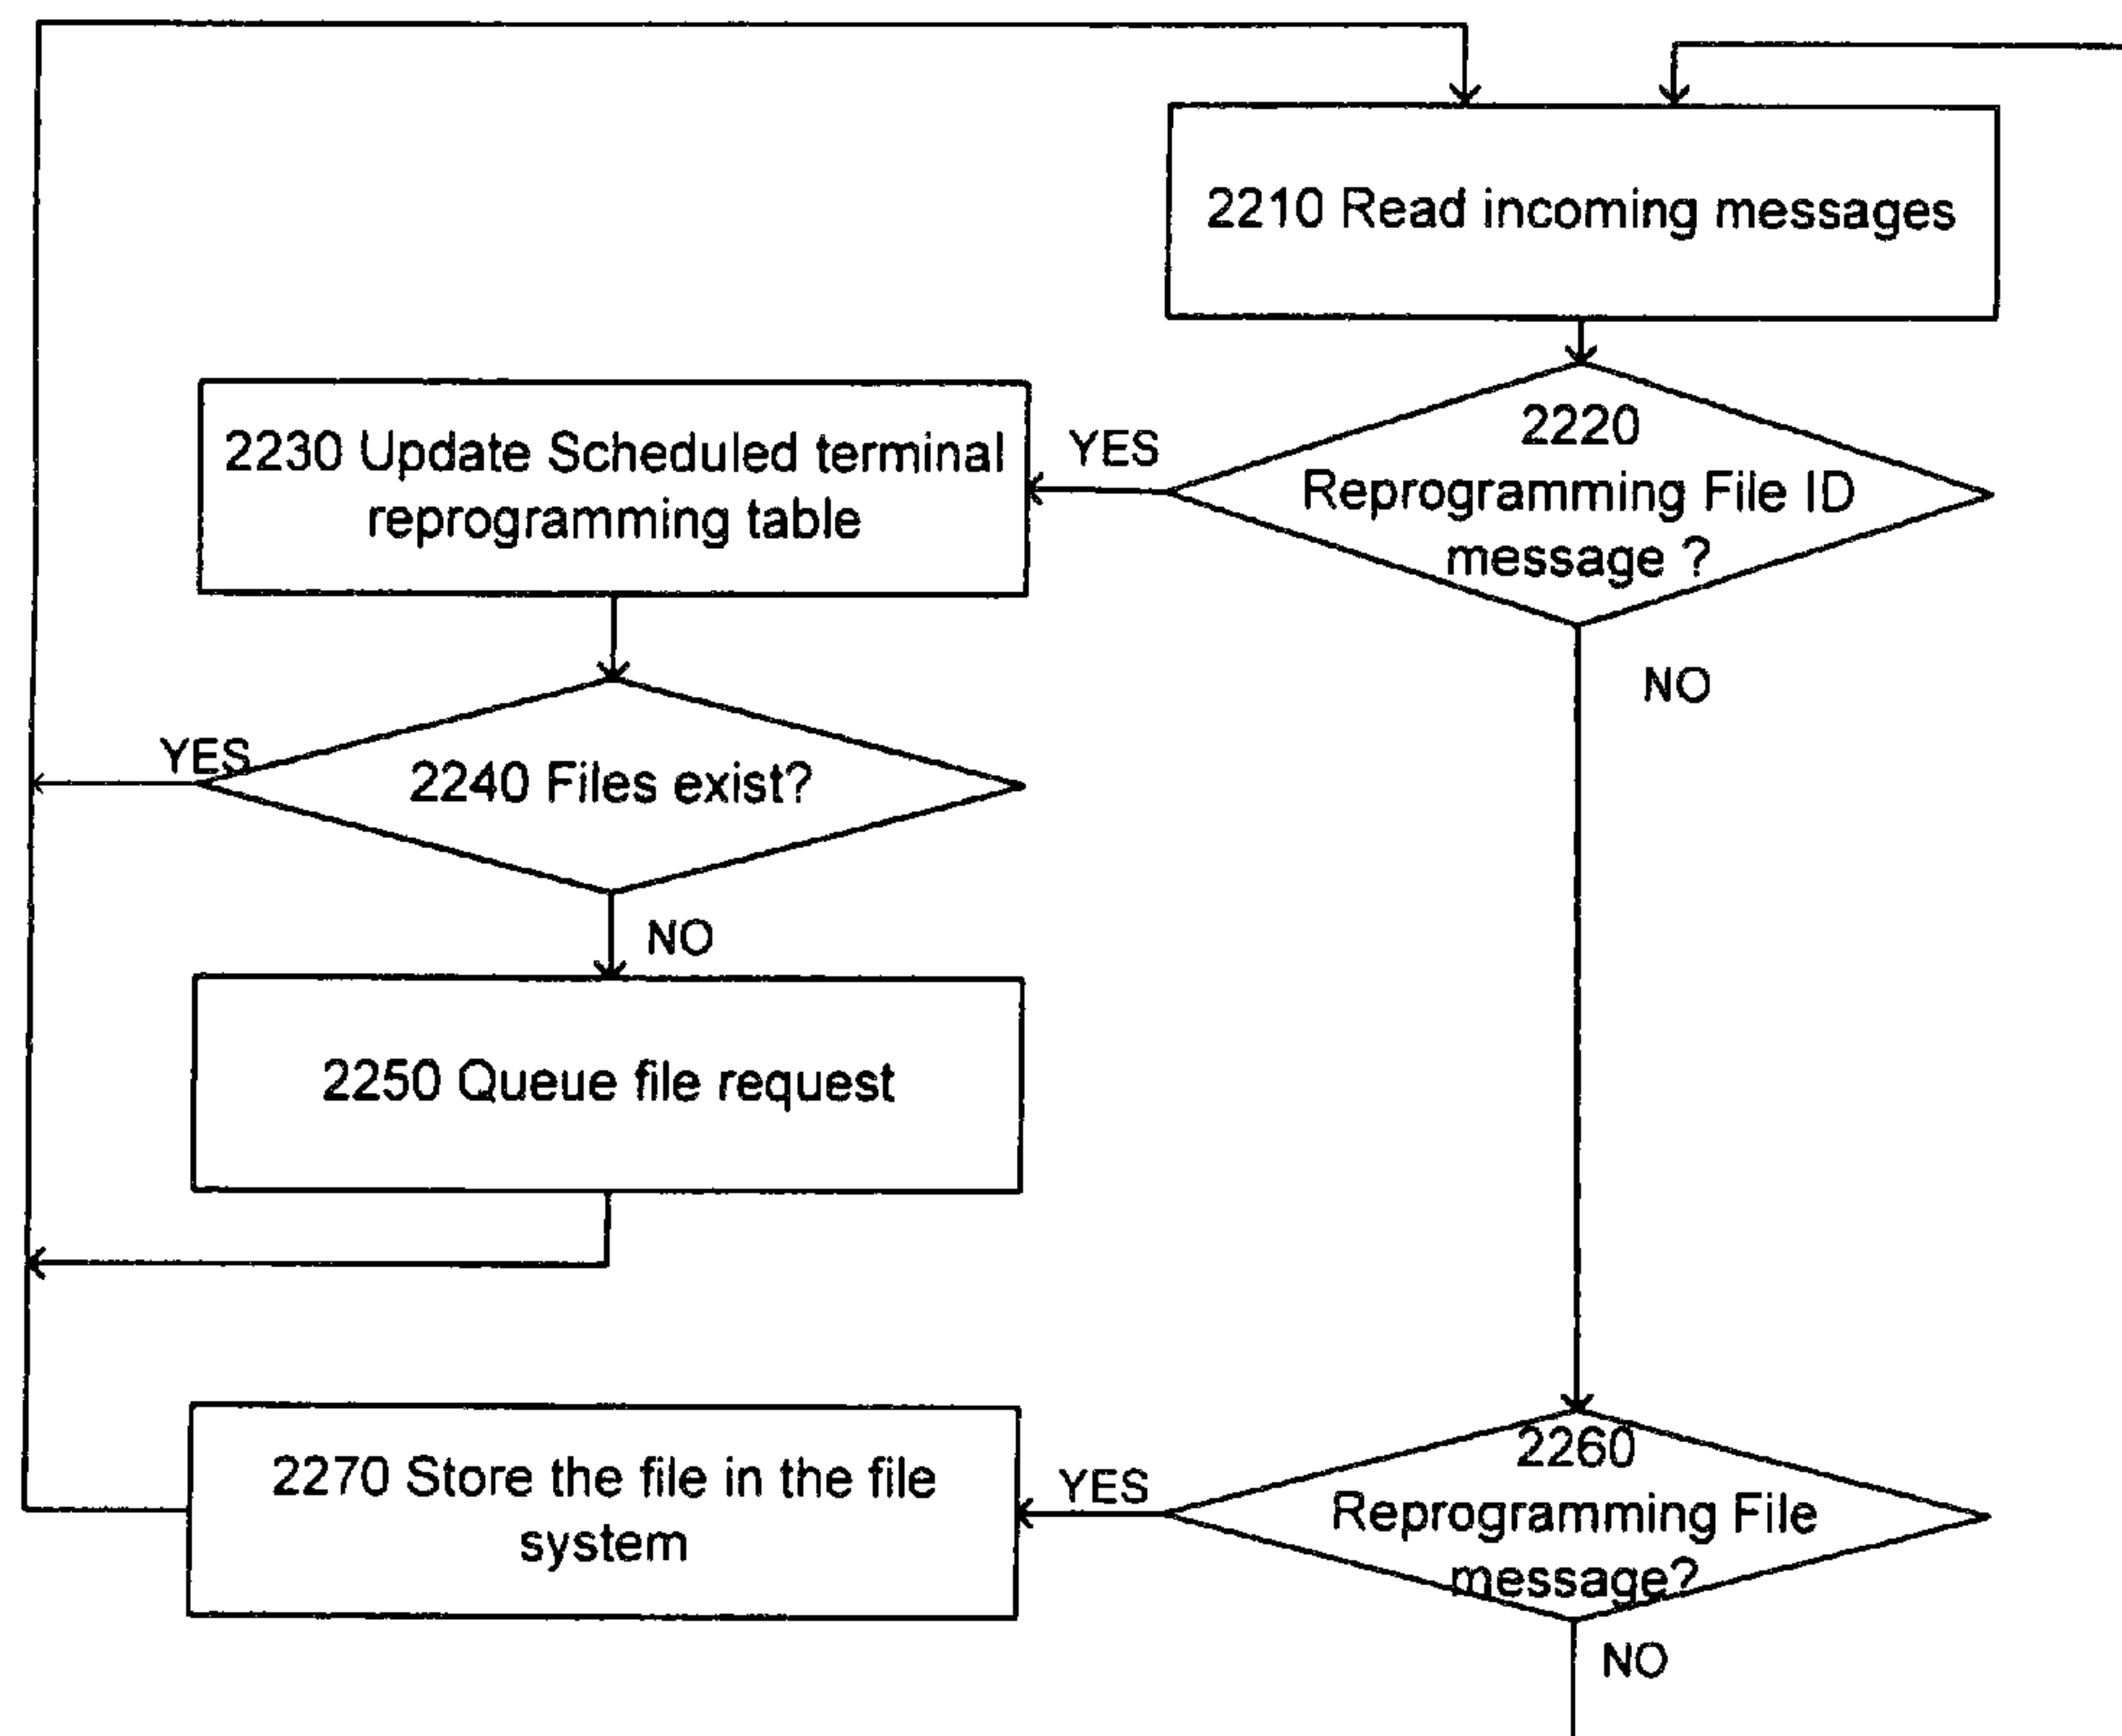 2210 Read incoming messages
2220
Reprogramming File ID
message ?
YES
NO
2230 Update Scheduled terminal
reprogramming table
2240 Files exist?
YES
NO
2250 Queue file request
2260
Reprogramming File
message?
YES
NO
2270 Store the file in the file
system